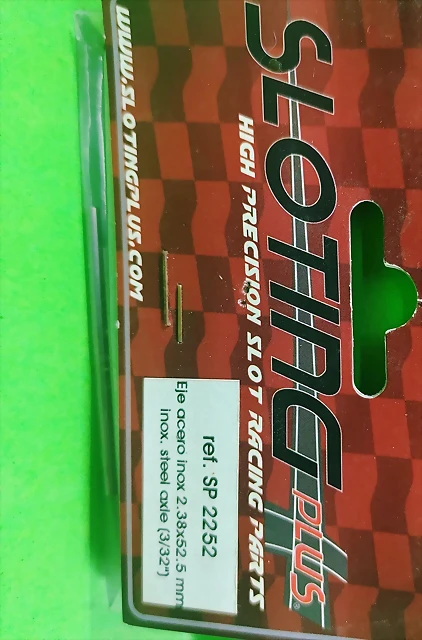 SLOTING PLUS®
HIGH PRECISION SLOT RACING PARTS
WWW.SLOTINGPLUS.COM
ref. SP 2252
Eje acero inox 2.38x52.5 mm
inox. steel axle (3/32")